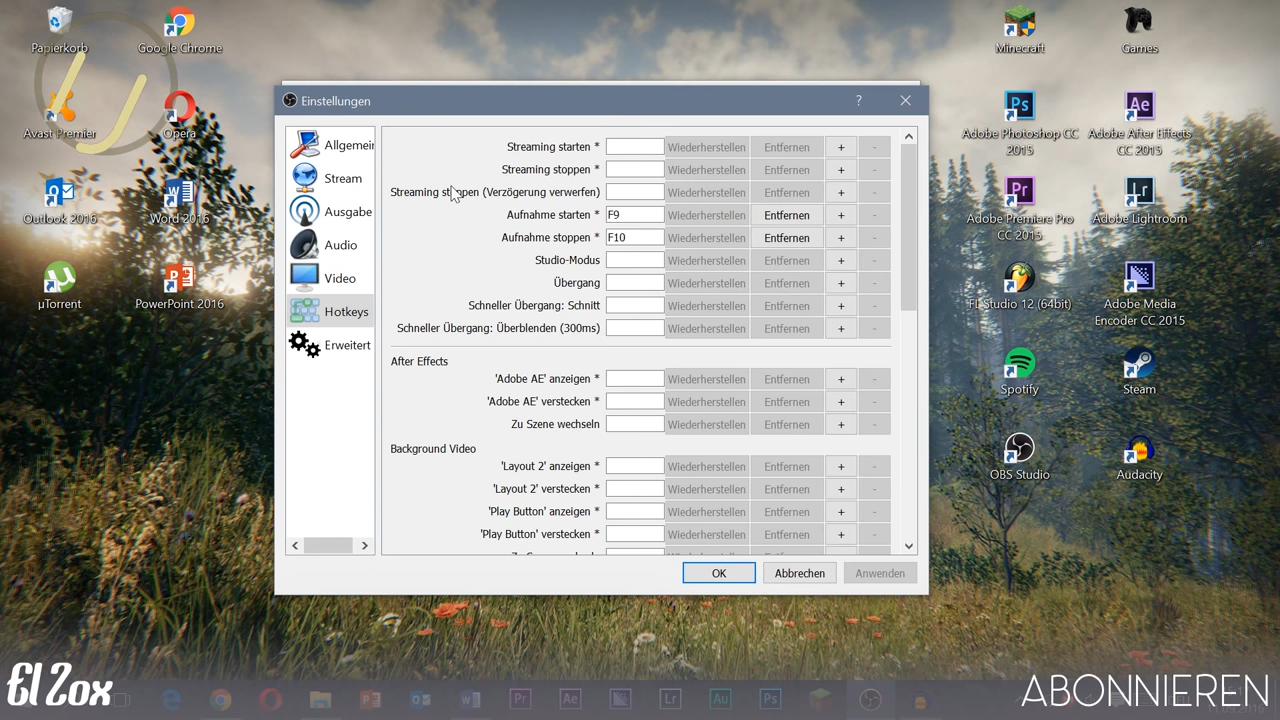 Papierkorb
Google Chrome
Minecraft
Games
Avast Premier
Opera
Adobe Photoshop CC 2015
Adobe After Effects CC 2015
Outlook 2016
Word 2016
Adobe Premiere Pro CC 2015
Adobe Lightroom
µTorrent
PowerPoint 2016
FL Studio 12 (64bit)
Adobe Media Encoder CC 2015
Spotify
Steam
OBS Studio
Audacity
Einstellungen
?
Allgemei
Stream
Ausgabe
Audio
Video
Hotkeys
Erweitert
Streaming starten * Wiederherstellen Entfernen + -
Streaming stoppen * Wiederherstellen Entfernen + -
Streaming stoppen (Verzögerung verwerfen) Wiederherstellen Entfernen + -
Aufnahme starten * F9 Wiederherstellen Entfernen + -
Aufnahme stoppen * F10 Wiederherstellen Entfernen + -
Studio-Modus Wiederherstellen Entfernen + -
Übergang Wiederherstellen Entfernen + -
Schneller Übergang: Schnitt Wiederherstellen Entfernen + -
Schneller Übergang: Überblenden (300ms) Wiederherstellen Entfernen + -
After Effects
'Adobe AE' anzeigen * Wiederherstellen Entfernen + -
'Adobe AE' verstecken * Wiederherstellen Entfernen + -
Zu Szene wechseln Wiederherstellen Entfernen + -
Background Video
'Layout 2' anzeigen * Wiederherstellen Entfernen + -
'Layout 2' verstecken * Wiederherstellen Entfernen + -
'Play Button' anzeigen * Wiederherstellen Entfernen + -
'Play Button' verstecken * Wiederherstellen Entfernen + -
OK Abbrechen Anwenden
El Zox
ABONNIEREN